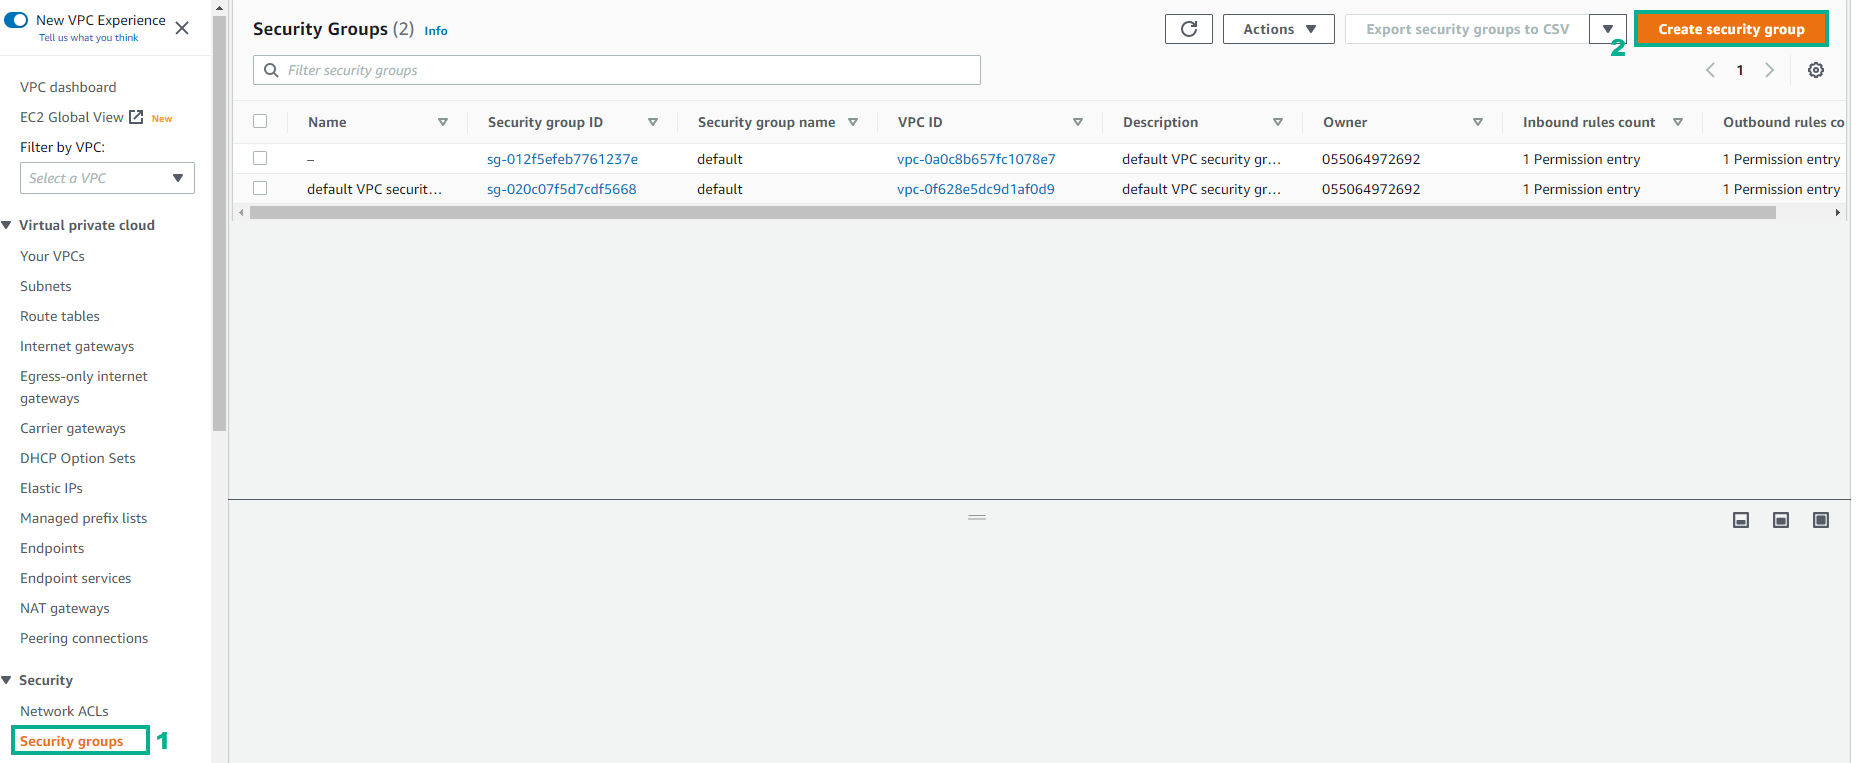 New VPC Experience
Tell us what you think
VPC dashboard
EC2 Global View New
Filter by VPC:
Select a VPC
Virtual private cloud
Your VPCs
Subnets
Route tables
Internet gateways
Egress-only internet
gateways
Carrier gateways
DHCP Option Sets
Elastic IPs
Managed prefix lists
Endpoints
Endpoint services
NAT gateways
Peering connections
Security
Network ACLs
Security groups 1
Security Groups (2) Info
Actions
Export security groups to CSV
2
Create security group
Filter security groups
1
Name Security group ID Security group name VPC ID Description Owner Inbound rules count Outbound rules co
– sg-012f5efeb7761237e default vpc-0a0c8b657fc1078e7 default VPC security gr... 055064972692 1 Permission entry 1 Permission entry
default VPC securit... sg-020c07f5d7cdf5668 default vpc-0f628e5dc9d1af0d9 default VPC security gr... 055064972692 1 Permission entry 1 Permission entry